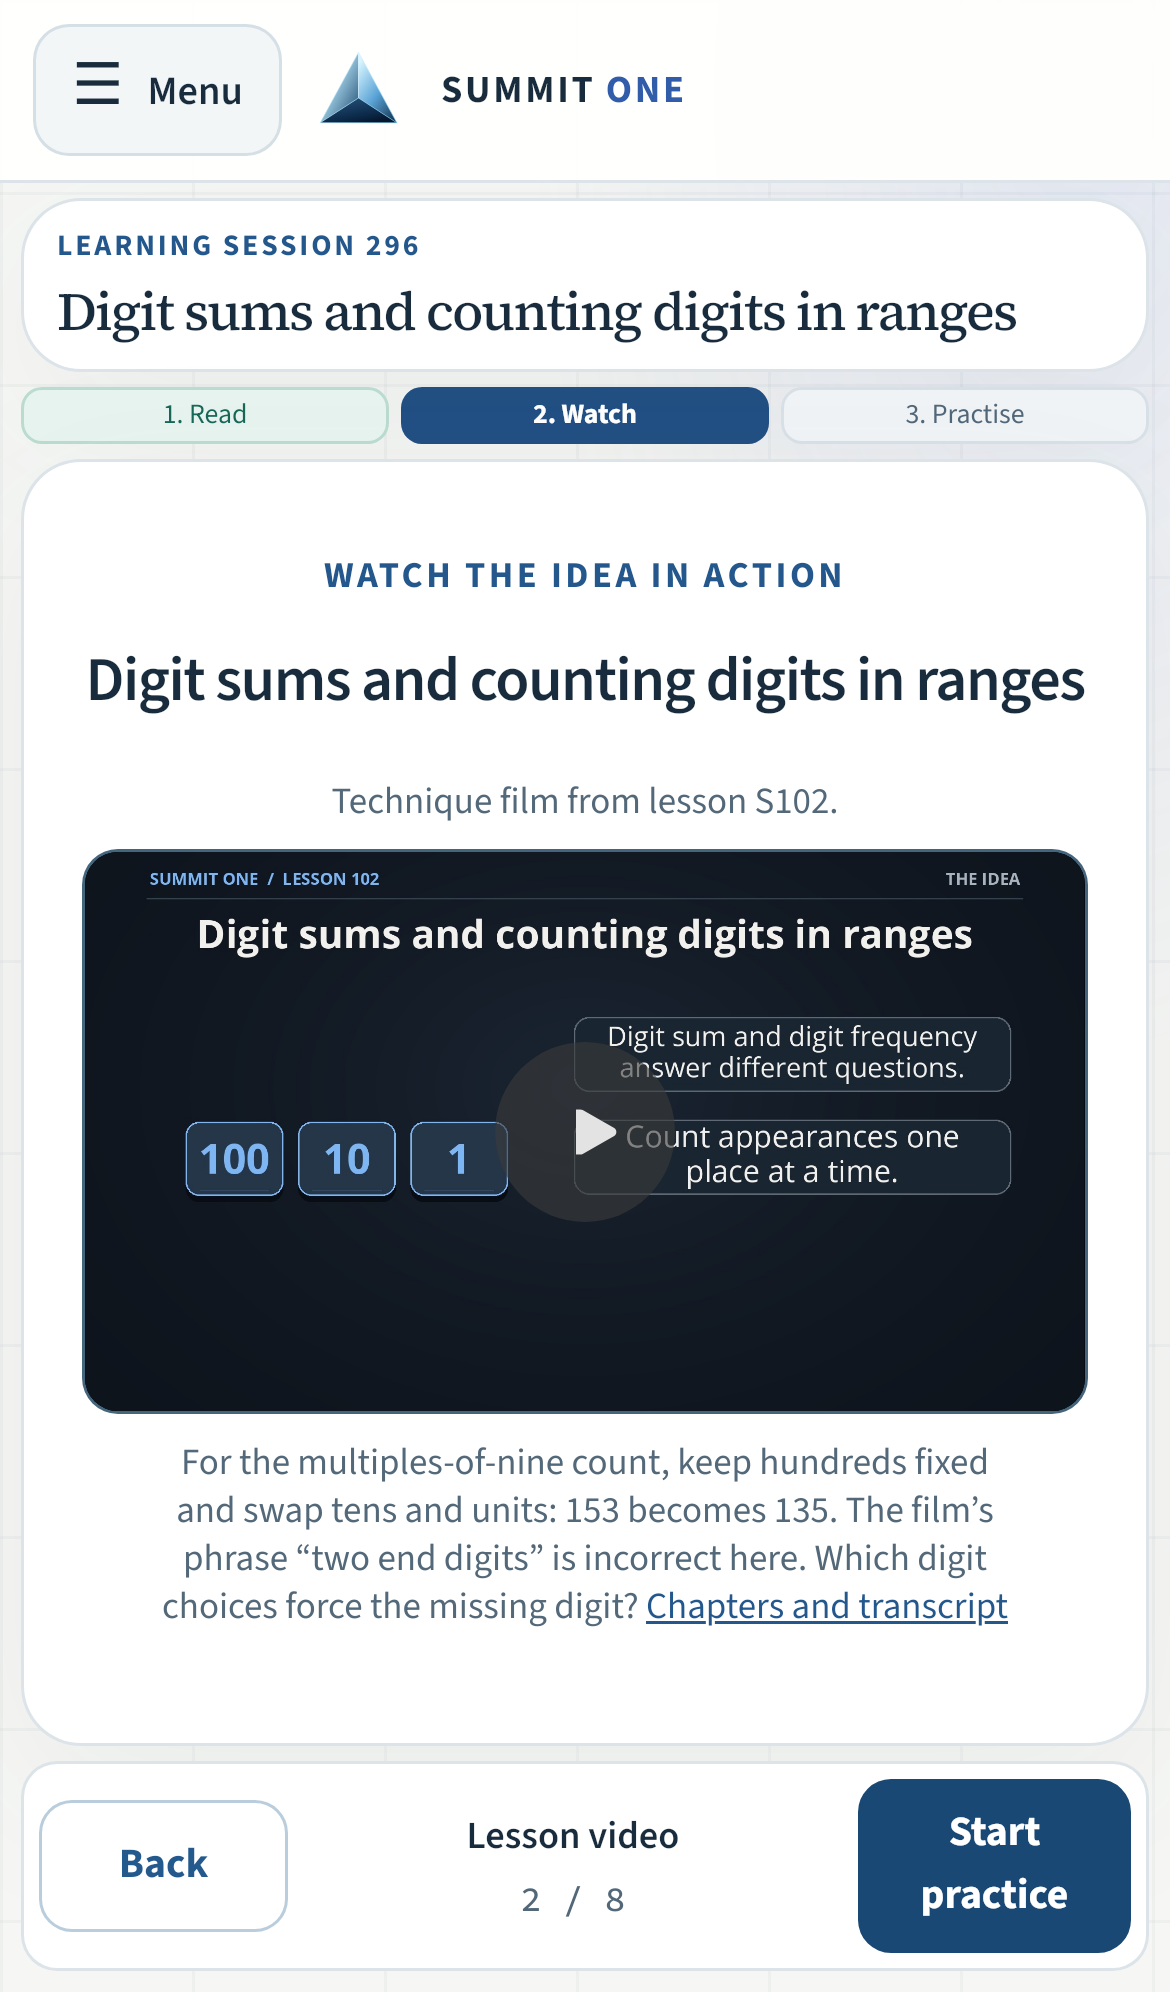 ☰ Menu
SUMMIT ONE
LEARNING SESSION 296
Digit sums and counting digits in ranges
1. Read
2. Watch
3. Practise
WATCH THE IDEA IN ACTION
Digit sums and counting digits in ranges
Technique film from lesson S102.
SUMMIT ONE / LESSON 102
THE IDEA
Digit sums and counting digits in ranges
Digit sum and digit frequency
answer different questions.
100 10 1
Count appearances one
place at a time.
For the multiples-of-nine count, keep hundreds fixed
and swap tens and units: 153 becomes 135. The film’s
phrase “two end digits” is incorrect here. Which digit
choices force the missing digit? Chapters and transcript
Back
Lesson video
2 / 8
Start
practice